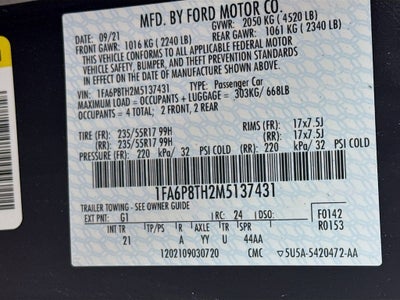 MFD. BY FORD MOTOR CO.
DATE: 09/21 GVWR: 2050 KG (4520 LB)
FRONT GAWR: 1016 KG (2240 LB) REAR GAWR: 1061 KG (2340 LB)
THIS VEHICLE CONFORMS TO ALL APPLICABLE FEDERAL MOTOR
VEHICLE SAFETY, BUMPER, AND THEFT PREVENTION STANDARDS IN
EFFECT ON THE DATE OF MANUFACTURE SHOWN ABOVE.
VIN: 1FA6P8TH2M5137431 TYPE: Passenger Car
MAXIMUM LOAD = OCCUPANTS + LUGGAGE = 303KG/ 668LB
OCCUPANTS = 4 TOTAL: 2 FRONT, 2 REAR
TIRE (FR): 235/55R17 99H RIMS (FR): 17x7.5J
TIRE (RR): 235/55R17 99H (RR): 17x7.5J
PRESSURE (FR): 220 kPa/ 32 PSI COLD (RR): 220 kPa/ 32 PSI COLD
1FA6P8TH2M5137431
TRAILER TOWING - SEE OWNER GUIDE
EXT PNT: G1 RC: 24 DSO: F0142
INT TR TP/PS R AXLE TR SPR R0153
21 A YY U 44AA
1202109030720 CMC 5U5A-5420472-AA